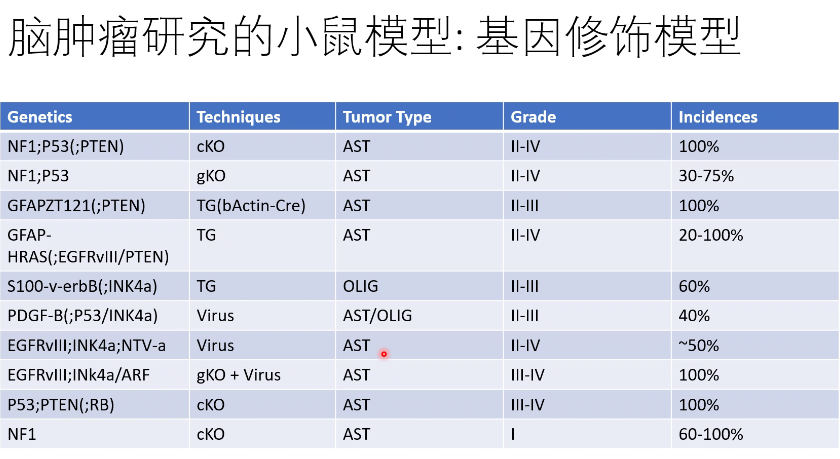 脑肿瘤研究的小鼠模型: 基因修饰模型
Genetics Techniques Tumor Type Grade Incidences
NF1;P53(;PTEN) cKO AST II-IV 100%
NF1;P53 gKO AST II-IV 30-75%
GFAPZT121(;PTEN) TG(bActin-Cre) AST II-III 100%
GFAP- TG AST II-IV 20-100%
HRAS(;EGFRvIII/PTEN)
S100-v-erbB(;INK4a) TG OLIG II-III 60%
PDGF-B(;P53/INK4a) Virus AST/OLIG II-III 40%
EGFRvIII;INK4a;NTV-a Virus AST II-IV ~50%
EGFRvIII;INk4a/ARF gKO + Virus AST III-IV 100%
P53;PTEN(;RB) cKO AST III-IV 100%
NF1 cKO AST I 60-100%